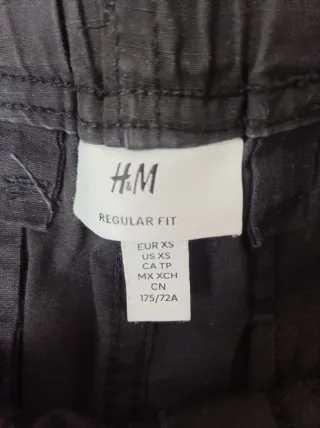 H&M
REGULAR FIT
EUR XS
US XS
CA TP
MX XCH
CN
175/72A